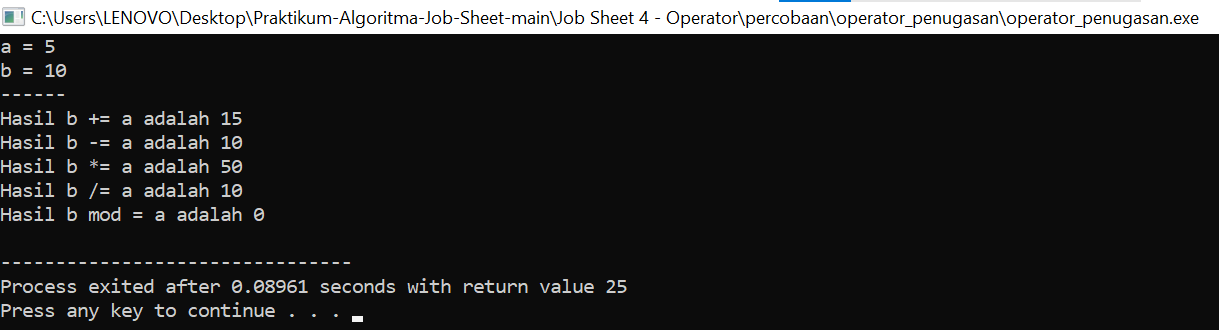 C:\Users\LENOVO\Desktop\Praktikum-Algoritma-Job-Sheet-main\Job Sheet 4 - Operator\percobaan\operator_penugasan\operator_penugasan.exe
a = 5
b = 10
------
Hasil b += a adalah 15
Hasil b -= a adalah 10
Hasil b *= a adalah 50
Hasil b /= a adalah 10
Hasil b mod = a adalah 0
--------------------------------
Process exited after 0.08961 seconds with return value 25
Press any key to continue . . .